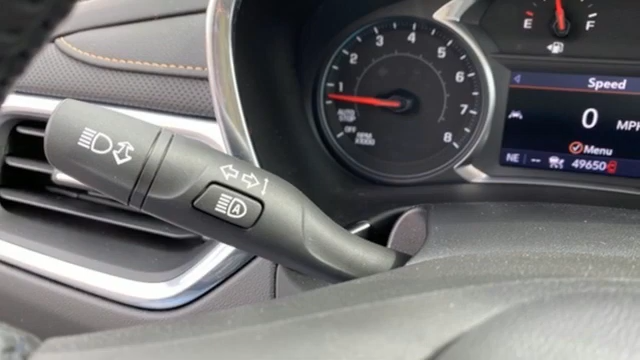 1
2
3
4
5
6
7
8
AUTO
STOP
OFF
RPM
X1000
E F
Speed
0 MPH
Menu
NE -- 49650
A